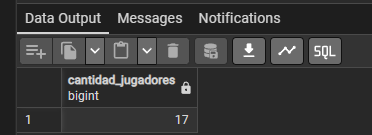 Data Output Messages Notifications
SQL
cantidad_jugadores
bigint
1 17